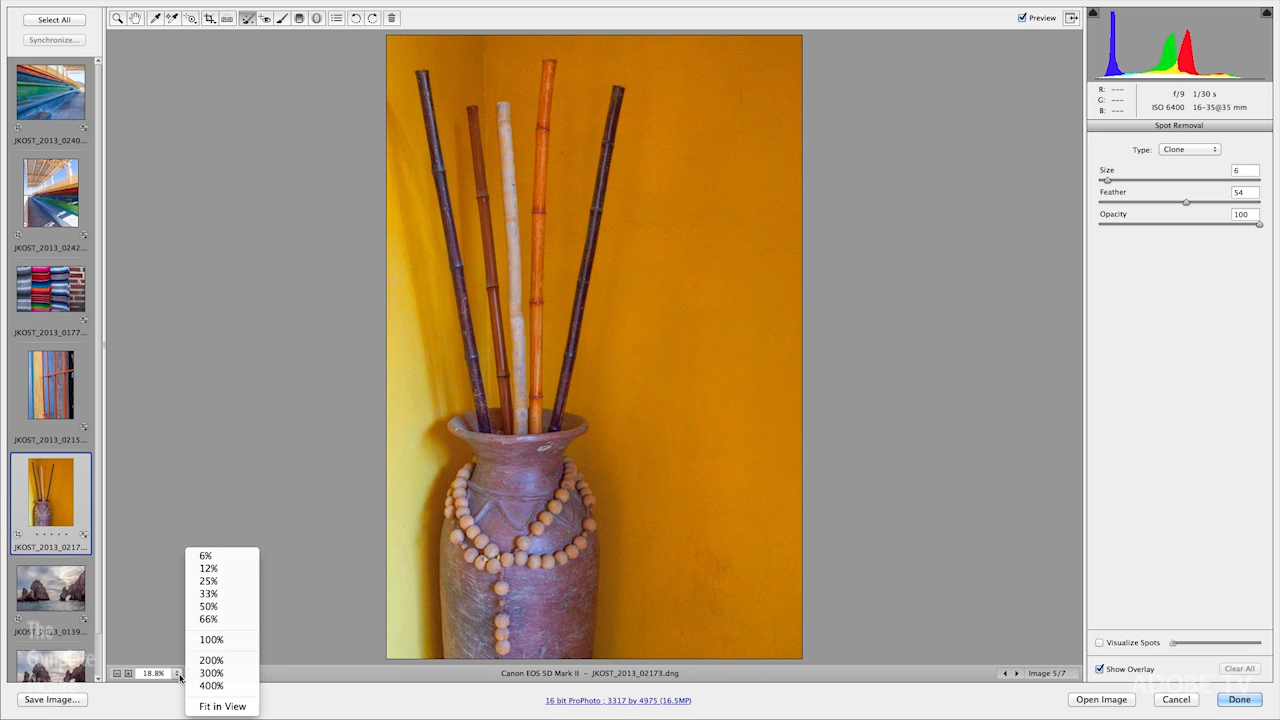 Select All
Synchronize...
Preview
JKOST_2013_0240...
JKOST_2013_0242...
JKOST_2013_0177...
JKOST_2013_0215...
JKOST_2013_0217...
JKOST_2013_0139...
6%
12%
25%
33%
50%
66%
100%
200%
300%
400%
Fit in View
18.8%
Canon EOS 5D Mark II - JKOST_2013_02173.dng
Image 5/7
Save Image...
16 bit ProPhoto; 3317 by 4975 (16.5MP)
Open Image
Cancel
Done
R: ---
G: ---
B: ---
f/9 1/30 s
ISO 6400 16-35@35 mm
Spot Removal
Type: Clone
Size 6
Feather 54
Opacity 100
Visualize Spots
Show Overlay
Clear All
The
ADOBE TV